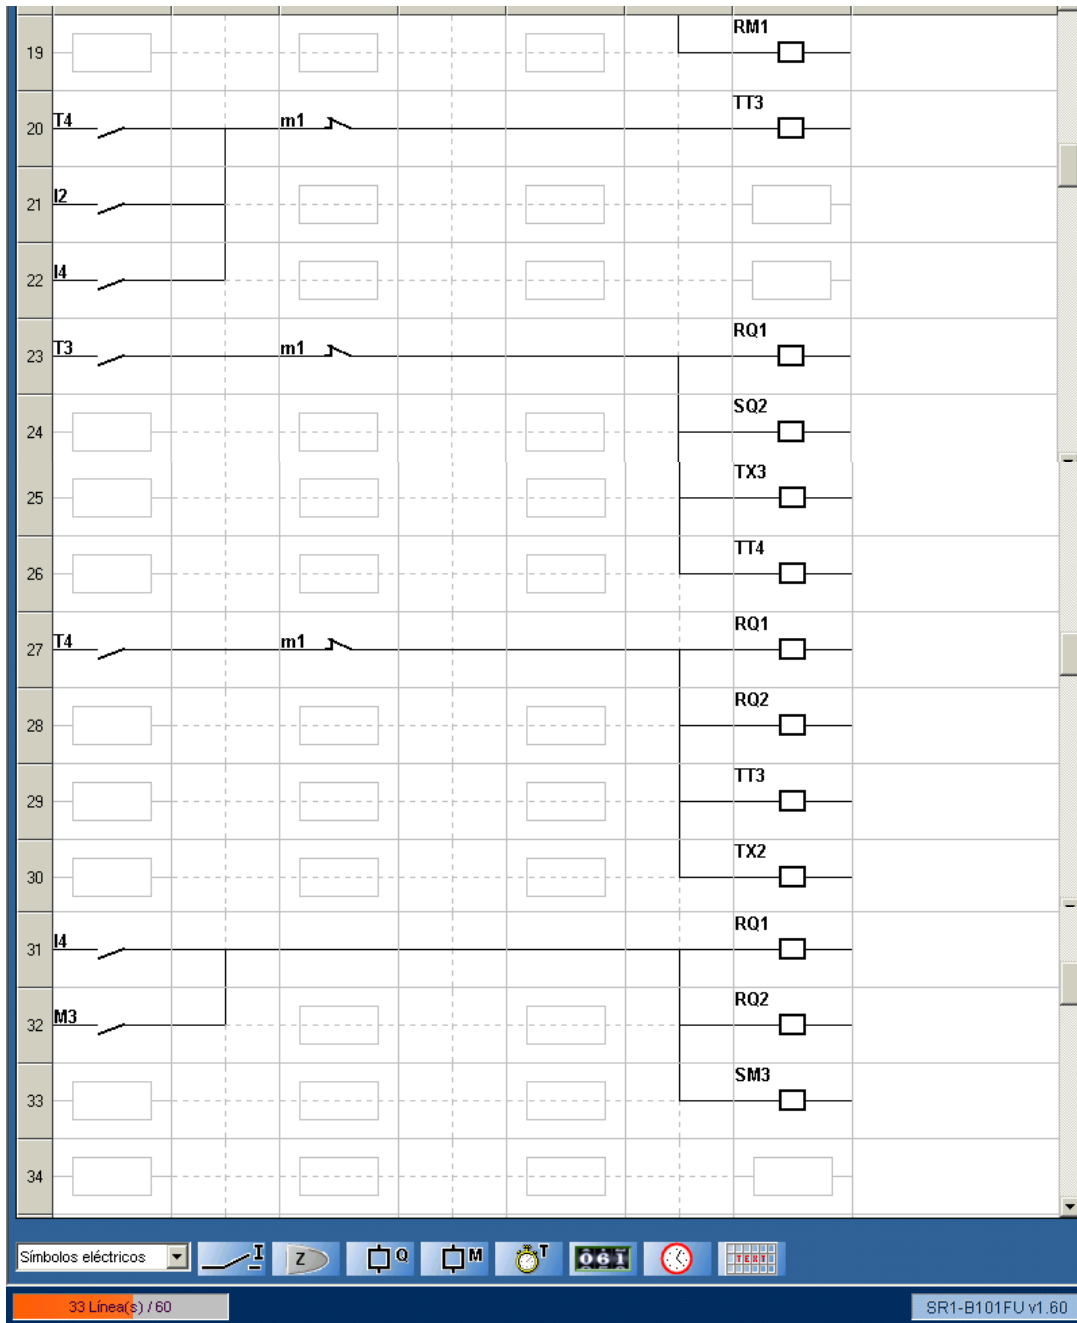 19 RM1
20 T4 m1 TT3
21 I2
22 I4
23 T3 m1 RQ1
24 SQ2
25 TX3
26 TT4
27 T4 m1 RQ1
28 RQ2
29 TT3
30 TX2
31 I4 RQ1
32 M3 RQ2
33 SM3
34
Símbolos eléctricos I Z Q M T 061 TEXT
33 Línea(s) / 60 SR1-B101FU v1.60